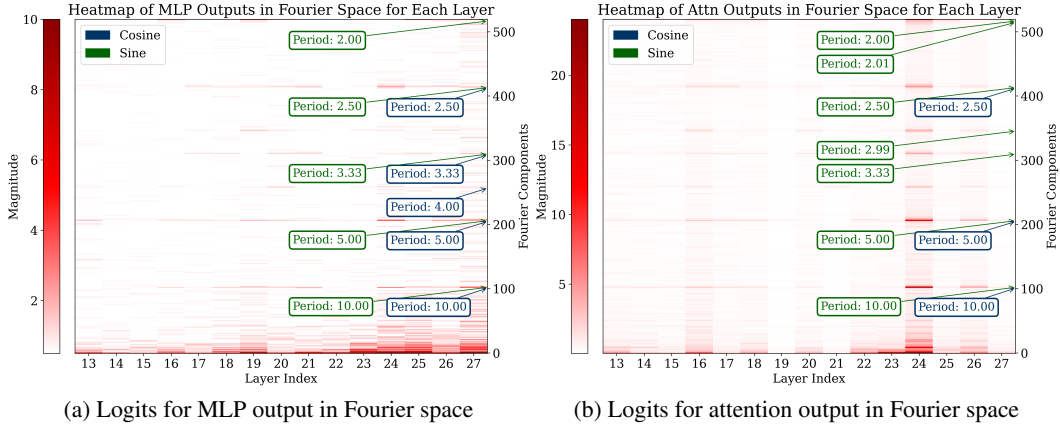 Heatmap of MLP Outputs in Fourier Space for Each Layer
10
8
6
4
2
Magnitude
Cosine
Sine
Period: 2.00
Period: 2.50
Period: 2.50
Period: 3.33
Period: 3.33
Period: 4.00
Period: 5.00
Period: 5.00
Period: 10.00
Period: 10.00
500
400
300
200
100
0
Fourier Components
13 14 15 16 17 18 19 20 21 22 23 24 25 26 27
Layer Index
(a) Logits for MLP output in Fourier space
Heatmap of Attn Outputs in Fourier Space for Each Layer
20
15
10
5
Magnitude
Cosine
Sine
Period: 2.00
Period: 2.01
Period: 2.50
Period: 2.50
Period: 2.99
Period: 3.33
Period: 5.00
Period: 5.00
Period: 10.00
Period: 10.00
500
400
300
200
100
0
Fourier Components
13 14 15 16 17 18 19 20 21 22 23 24 25 26 27
Layer Index
(b) Logits for attention output in Fourier space